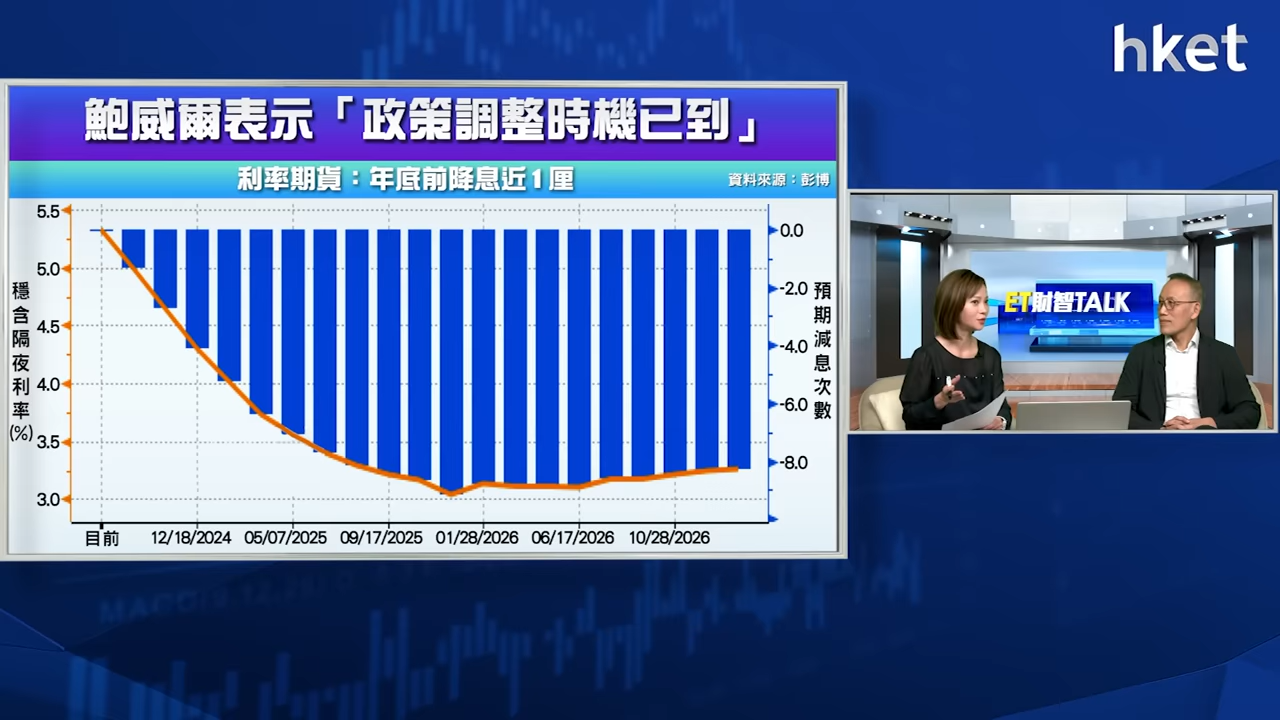 hket
鮑威爾表示「政策調整時機已到」
利率期貨：年底前降息近1厘
資料來源：彭博
穩含隔夜利率(%)
5.5
5.0
4.5
4.0
3.5
3.0
0.0
-2.0
-4.0
-6.0
-8.0
預期減息次數
目前
12/18/2024
05/07/2025
09/17/2025
01/28/2026
06/17/2026
10/28/2026
ET財智TALK